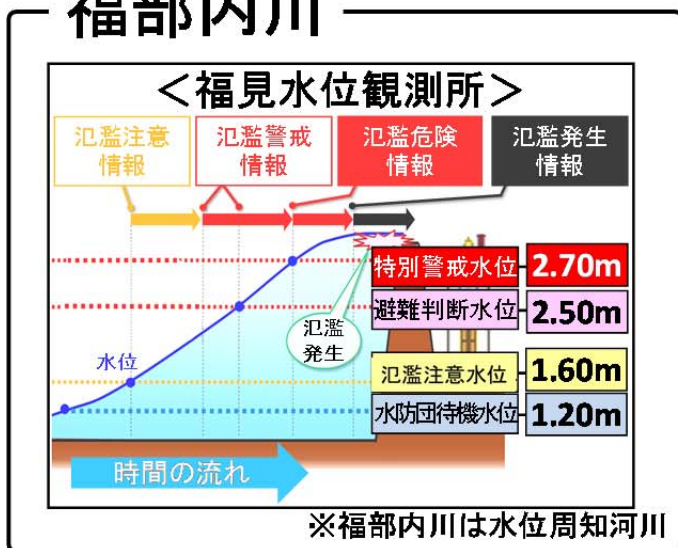 福部内川
＜福見水位観測所＞
氾濫注意
情報
氾濫警戒
情報
氾濫危険
情報
氾濫発生
情報
特別警戒水位 2.70m
避難判断水位 2.50m
氾濫
発生
水位
氾濫注意水位 1.60m
水防団待機水位 1.20m
時間の流れ
※福部内川は水位周知河川